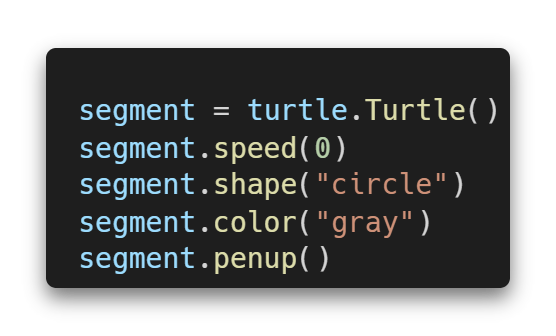 segment = turtle.Turtle()
segment.speed(0)
segment.shape("circle")
segment.color("gray")
segment.penup()